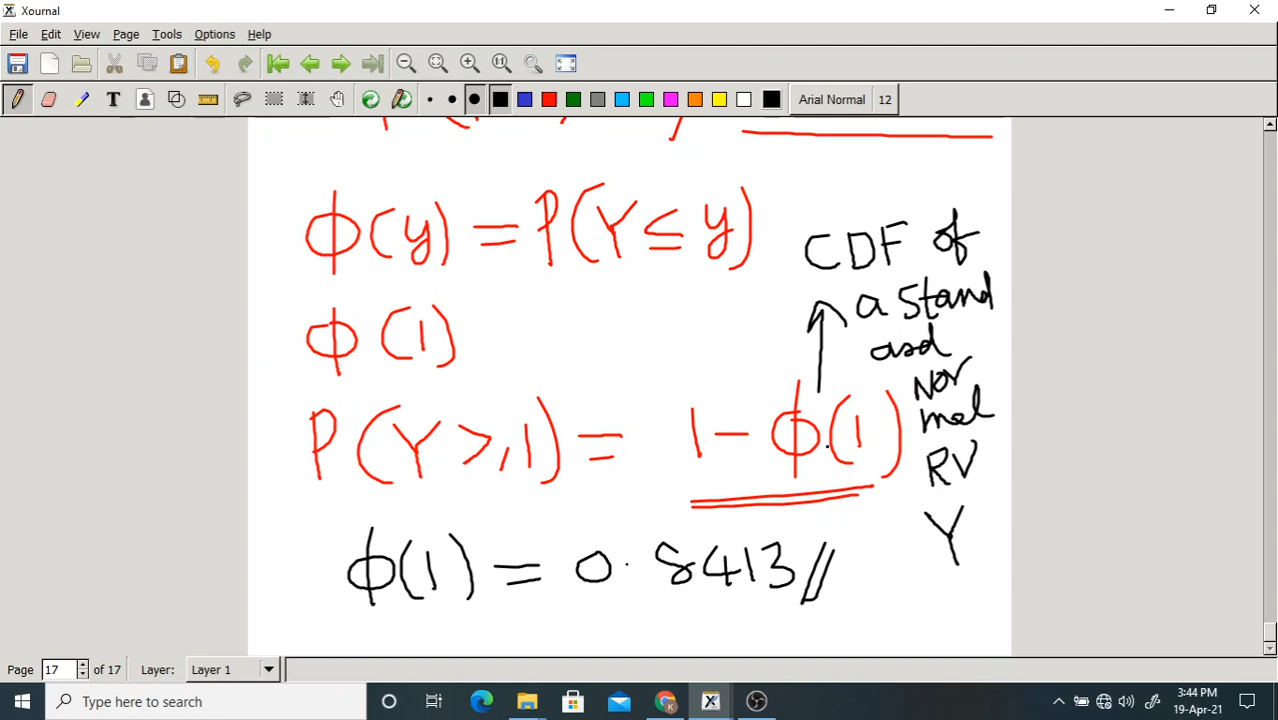 Xournal
File Edit View Page Tools Options Help
Arial Normal 12
ϕ(y) = P(Y ≤ y)
CDF of
a Stand
ard
Nor
mal
RV
Y
ϕ(1)
P(Y >, 1) = 1 - ϕ(1)
ϕ(1) = 0.8413//
Page 17 of 17 Layer: Layer 1
Type here to search
3:44 PM
19-Apr-21